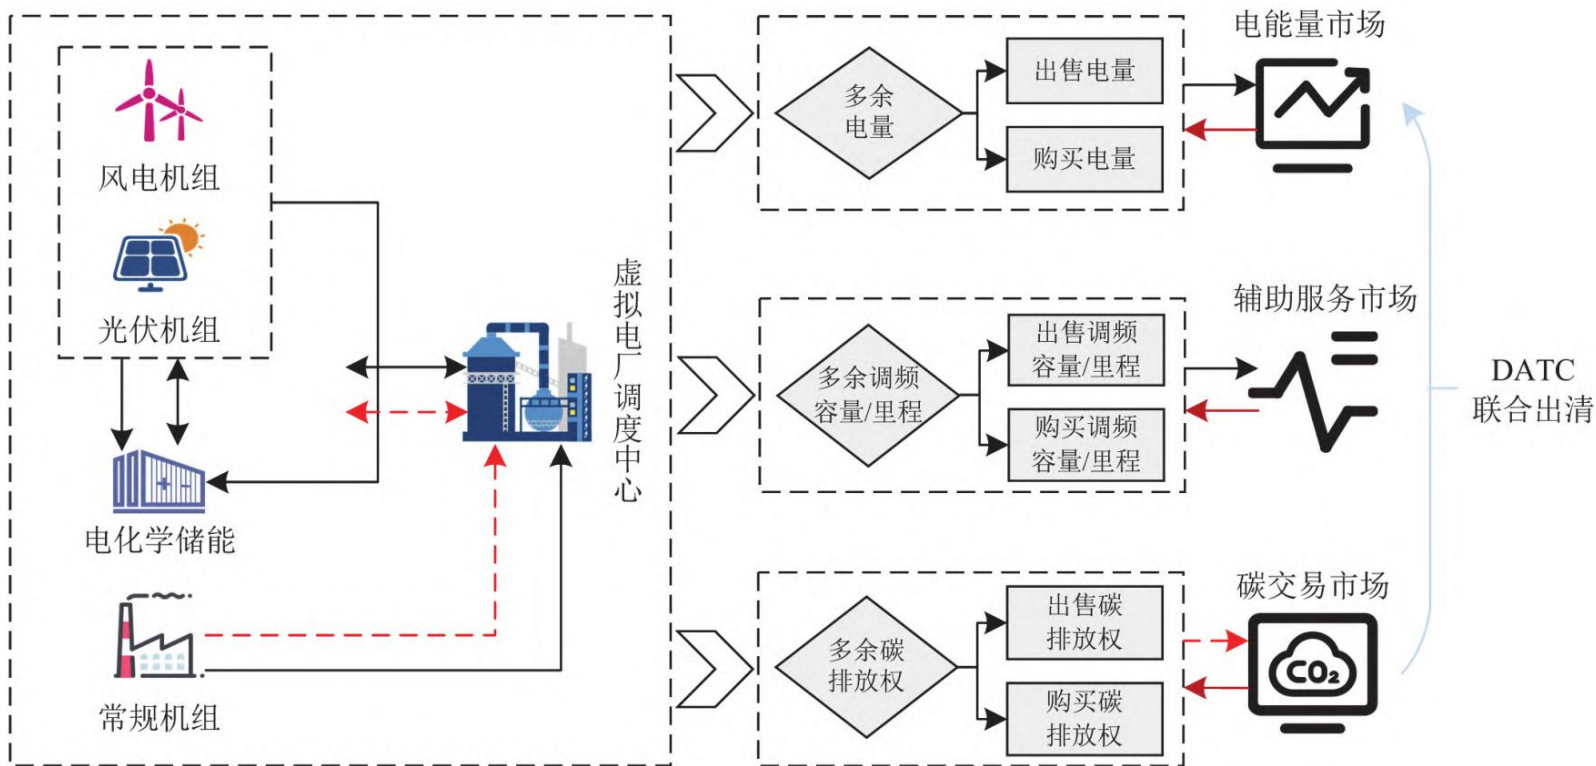 风电机组
光伏机组
电化学储能
+ −
常规机组
虚拟电厂调度中心
多余
电量
出售电量
购买电量
电能量市场
多余调频
容量/里程
出售调频
容量/里程
购买调频
容量/里程
辅助服务市场
多余碳
排放权
出售碳
排放权
购买碳
排放权
碳交易市场
CO₂
DATC
联合出清